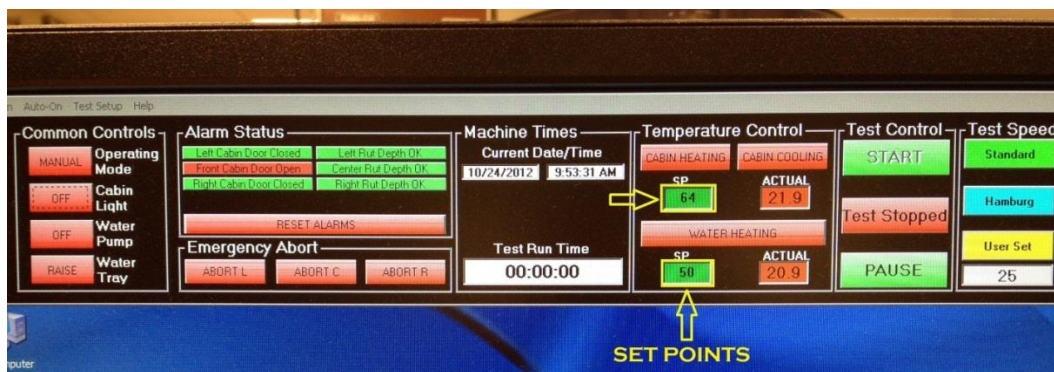 Auto-On Test Setup Help
Common Controls
MANUAL
Operating
Mode
OFF
Cabin
Light
OFF
Water
Pump
RAISE
Water
Tray
Alarm Status
Left Cabin Door Closed
Left Rut Depth OK
Front Cabin Door Open
Center Rut Depth OK
Right Cabin Door Closed
Right Rut Depth OK
RESET ALARMS
Emergency Abort
ABORT L
ABORT C
ABORT R
Machine Times
Current Date/Time
10/24/2012 9:53:31 AM
Test Run Time
00:00:00
Temperature Control
CABIN HEATING
CABIN COOLING
SP
ACTUAL
64
21.9
WATER HEATING
SP
ACTUAL
50
20.9
Test Control
START
Test Stopped
PAUSE
Test Speed
Standard
Hamburg
User Set
25
SET POINTS